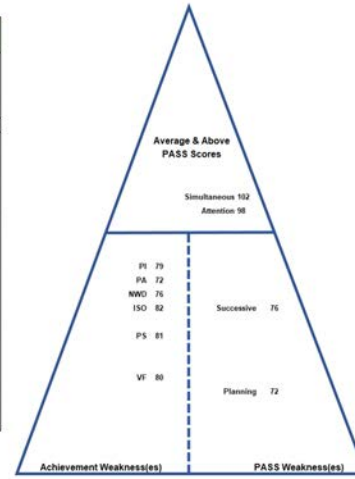 Average & Above
PASS Scores
Simultaneous 102
Attention 98
PI 79
PA 72
NWD 76
ISO 82
PS 81
VF 80
Successive 76
Planning 72
Achievement Weakness(es)
PASS Weakness(es)